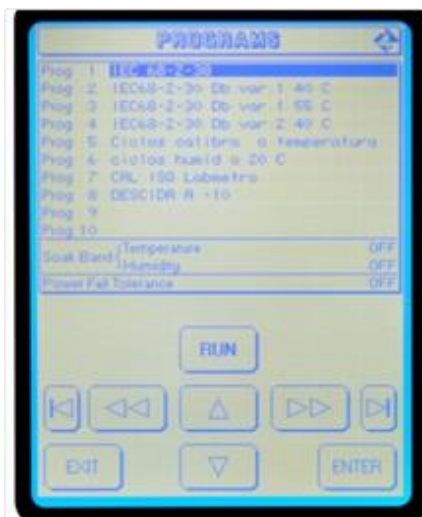 PROGRAMS
Prog 1 IEC 68-2-30
Prog 2 IEC68-2-30 Db var.1 40 C
Prog 3 IEC68-2-30 Db var.1 55 C
Prog 4 IEC68-2-30 Db var.2 40 C
Prog 5 Ciclos calibra a temperatura
Prog 6 ciclos humid a 20 C
Prog 7 CAL ISQ Labmetro
Prog 8 DESCIDA A -10
Prog 9
Prog 10
Soak Band Temperature OFF
Humidity OFF
Power Fail Tolerance OFF
RUN
EXIT
ENTER